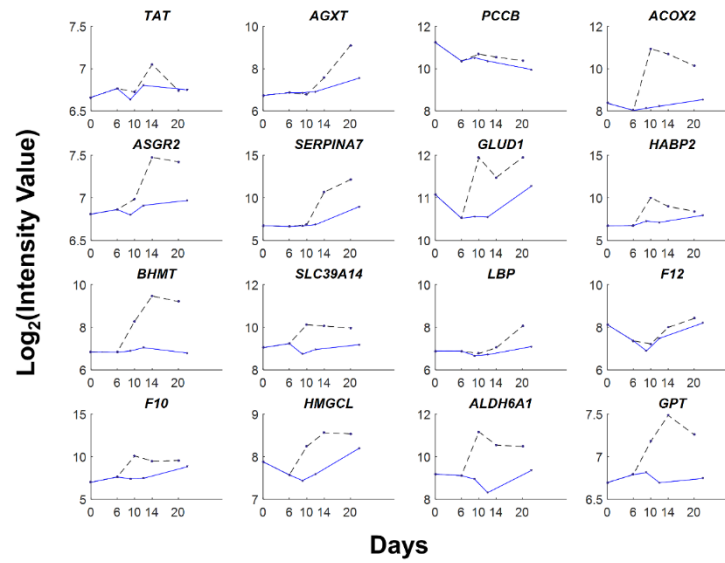 TAT AGXT PCCB ACOX2
7.5 10 12 12
7 8 10 10
6.5 6 8 8
0 6 10 14 20 0 6 10 14 20 0 6 10 14 20 0 6 10 14 20
ASGR2 SERPINA7 GLUD1 HABP2
7.5 15 12 15
7 10 11 10
6.5 5 10 5
0 6 10 14 20 0 6 10 14 20 0 6 10 14 20 0 6 10 14 20
BHMT SLC39A14 LBP F12
10 12 10 10
8 10 8 8
6 8 6 6
0 6 10 14 20 0 6 10 14 20 0 6 10 14 20 0 6 10 14 20
F10 HMGCL ALDH6A1 GPT
15 9 12 7.5
10 8 10 7
5 7 8 6.5
0 6 10 14 20 0 6 10 14 20 0 6 10 14 20 0 6 10 14 20
Log2(Intensity Value)
Days